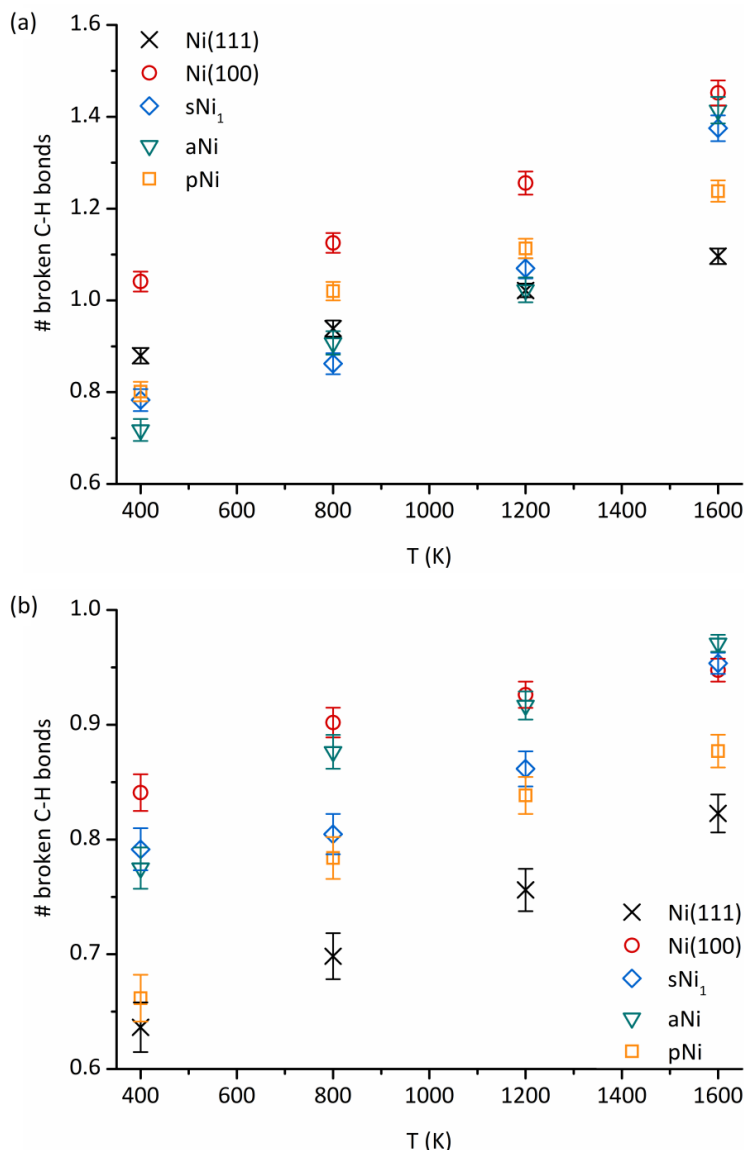 (a)
1.6
1.4
1.2
1.0
0.8
0.6
# broken C-H bonds
Ni(111)
Ni(100)
sNi₁
aNi
pNi
400 600 800 1000 1200 1400 1600
T (K)
(b)
1.0
0.9
0.8
0.7
0.6
# broken C-H bonds
Ni(111)
Ni(100)
sNi₁
aNi
pNi
400 600 800 1000 1200 1400 1600
T (K)